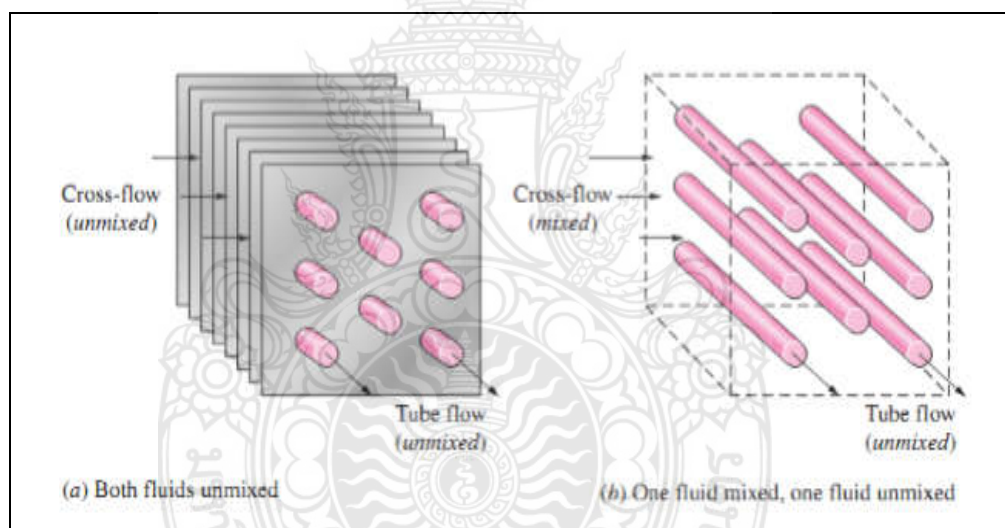 Cross-flow
(unmixed)
Tube flow
(unmixed)
(a) Both fluids unmixed
Cross-flow
(mixed)
Tube flow
(unmixed)
(b) One fluid mixed, one fluid unmixed